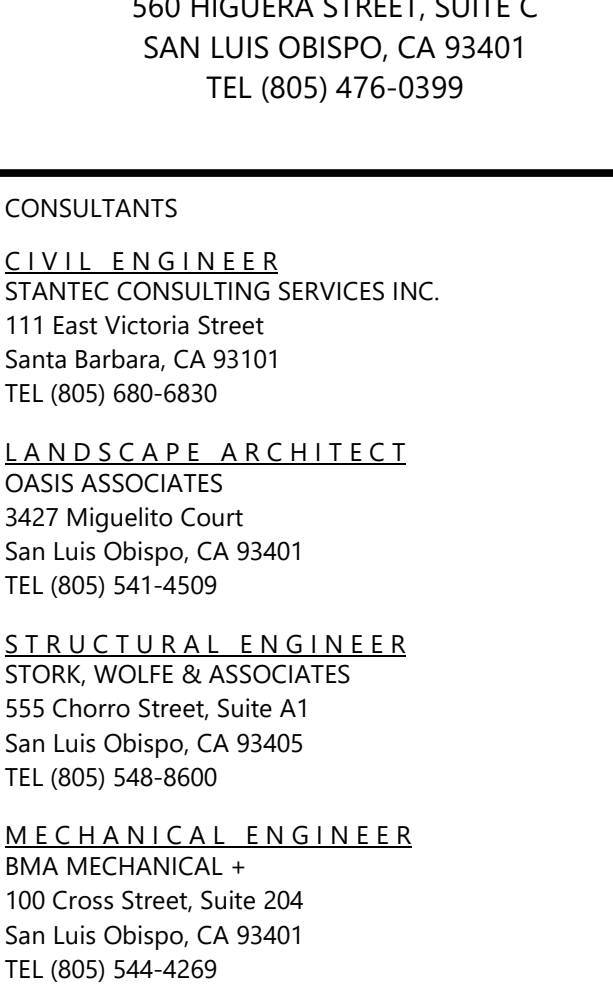 560 HIGUERA STREET, SUITE C
SAN LUIS OBISPO, CA 93401
TEL (805) 476-0399
CONSULTANTS
CIVIL ENGINEER
STANTEC CONSULTING SERVICES INC.
111 East Victoria Street
Santa Barbara, CA 93101
TEL (805) 680-6830
LANDSCAPE ARCHITECT
OASIS ASSOCIATES
3427 Miguelito Court
San Luis Obispo, CA 93401
TEL (805) 541-4509
STRUCTURAL ENGINEER
STORK, WOLFE & ASSOCIATES
555 Chorro Street, Suite A1
San Luis Obispo, CA 93405
TEL (805) 548-8600
MECHANICAL ENGINEER
BMA MECHANICAL +
100 Cross Street, Suite 204
San Luis Obispo, CA 93401
TEL (805) 544-4269